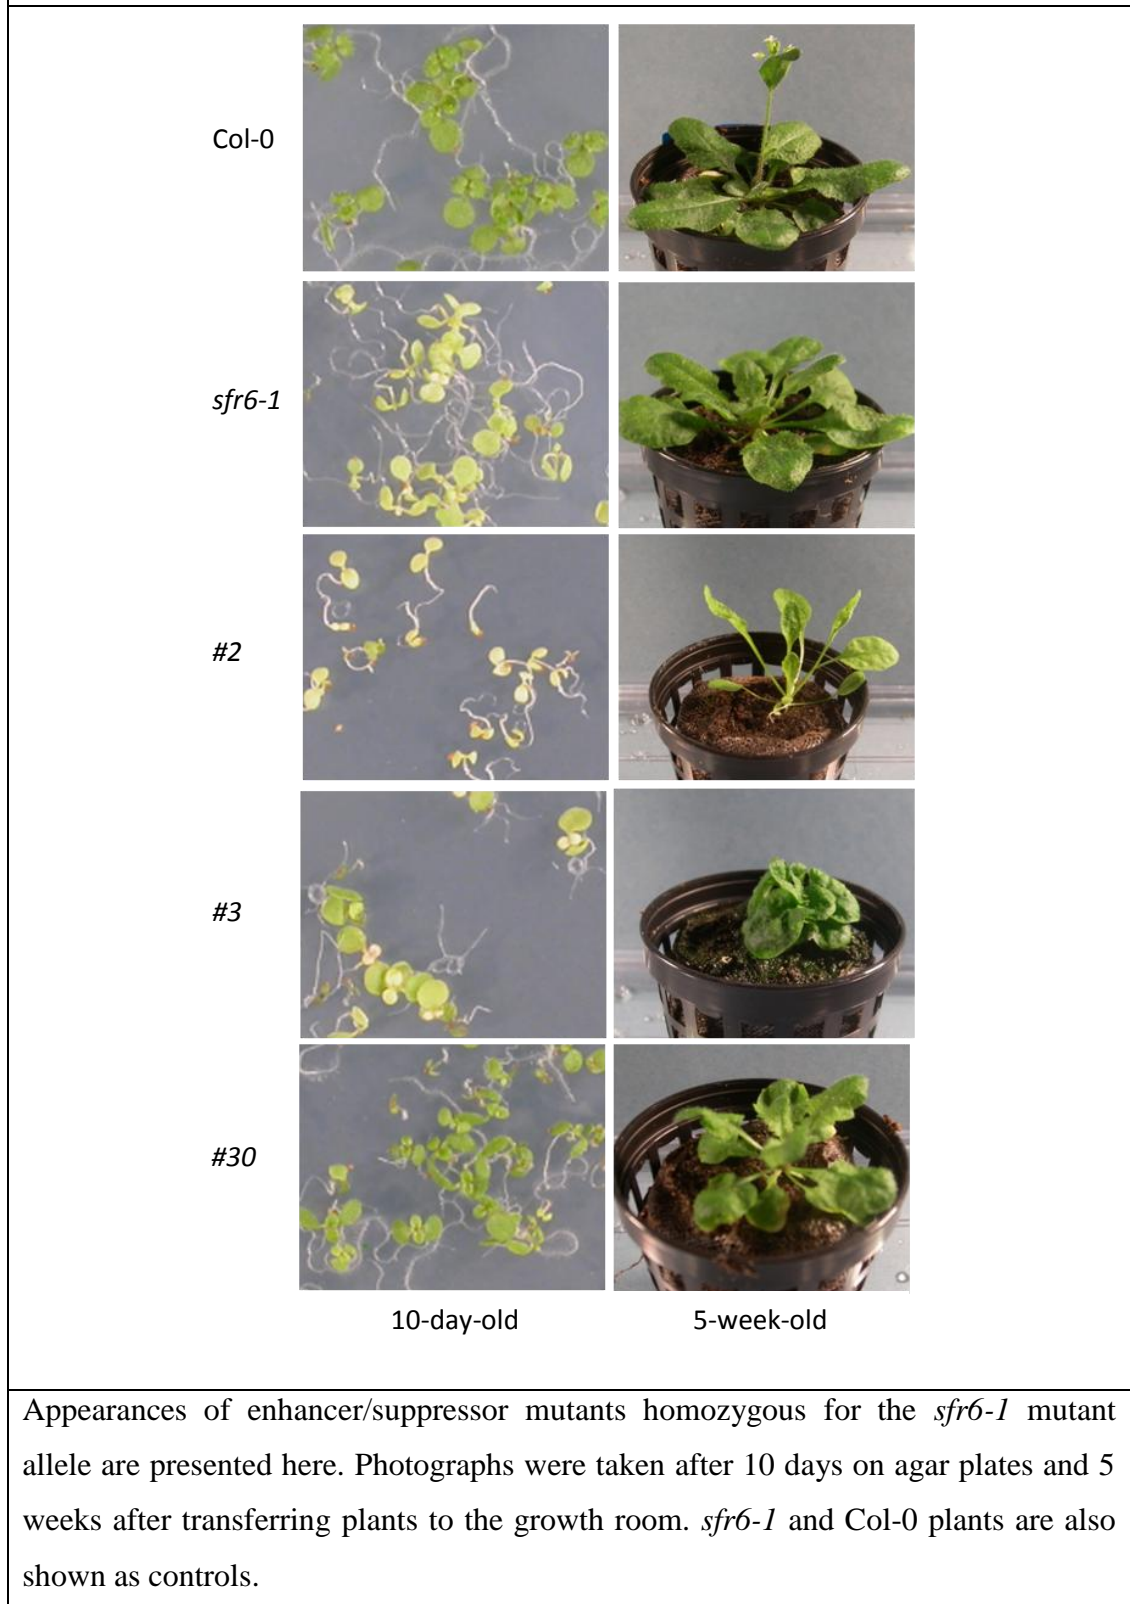 Col-0
sfr6-1
#2
#3
#30
10-day-old 5-week-old
Appearances of enhancer/suppressor mutants homozygous for the sfr6-1 mutant
allele are presented here. Photographs were taken after 10 days on agar plates and 5
weeks after transferring plants to the growth room. sfr6-1 and Col-0 plants are also
shown as controls.